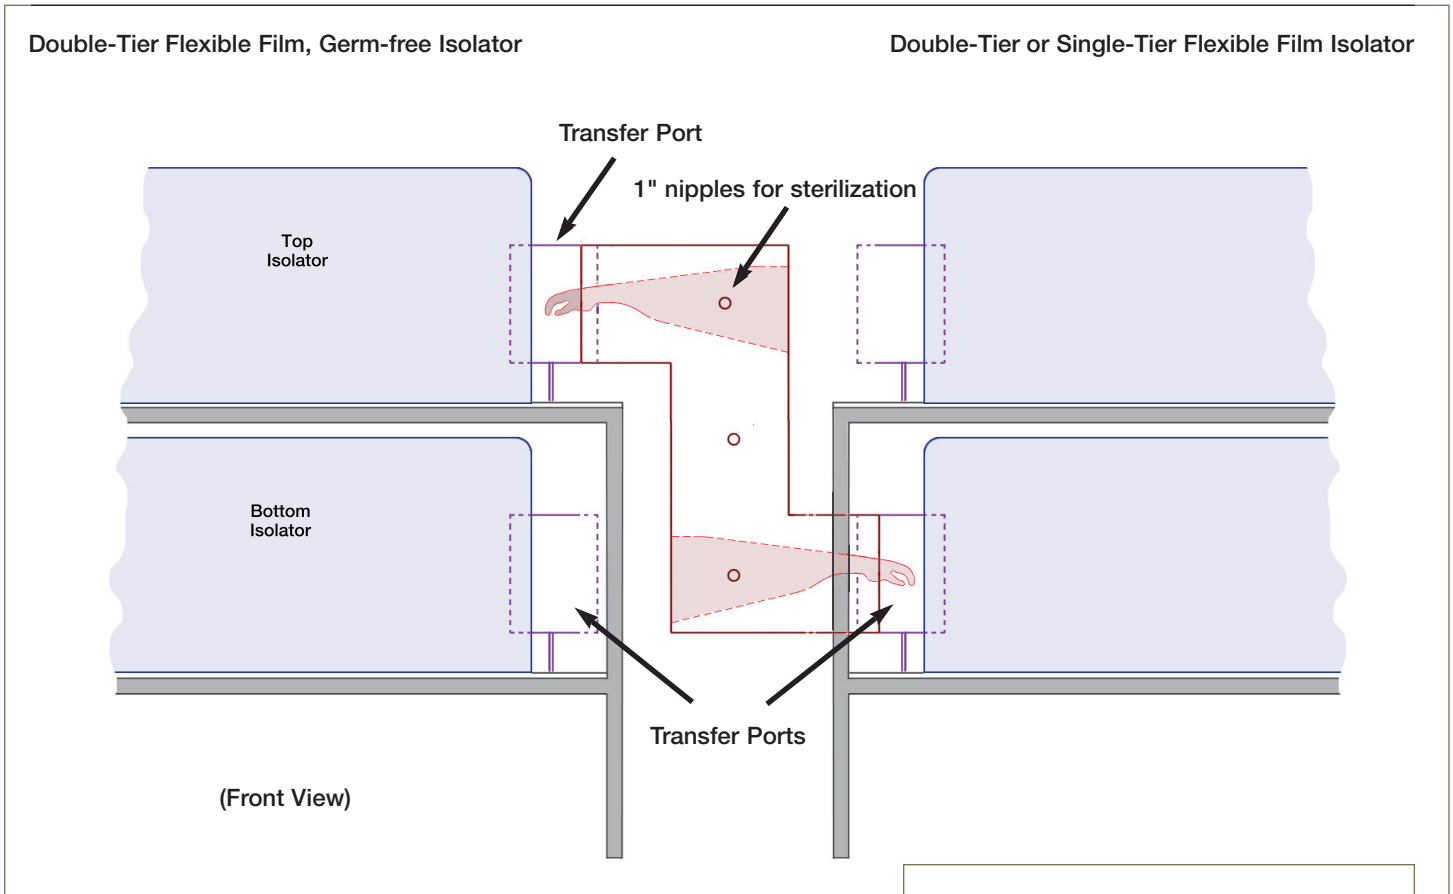 Double-Tier Flexible Film, Germ-free Isolator
Double-Tier or Single-Tier Flexible Film Isolator
Transfer Port
1" nipples for sterilization
Top
Isolator
Bottom
Isolator
Transfer Ports
(Front View)